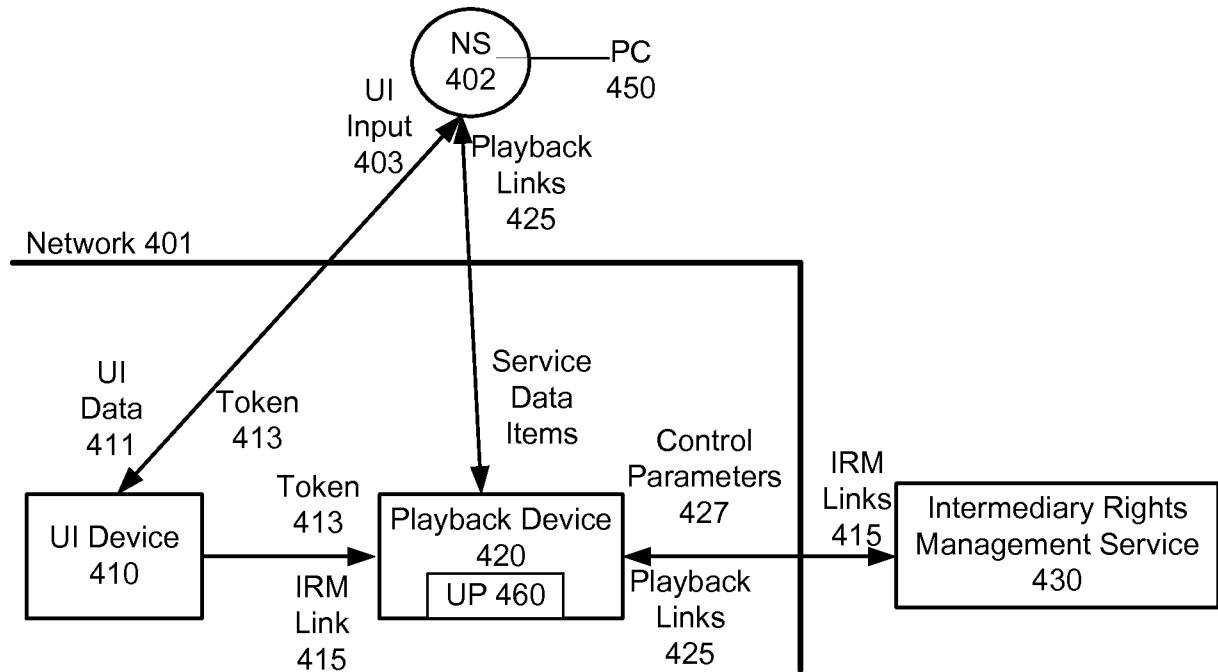 NS
402
PC
450
UI
Input
403
Playback
Links
425
Network 401
UI
Data
411
Token
413
Service
Data
Items
Control
Parameters
427
IRM
Links
415
Token
413
UI Device
410
Playback Device
420
UP 460
Intermediary Rights
Management Service
430
IRM
Link
415
Playback
Links
425